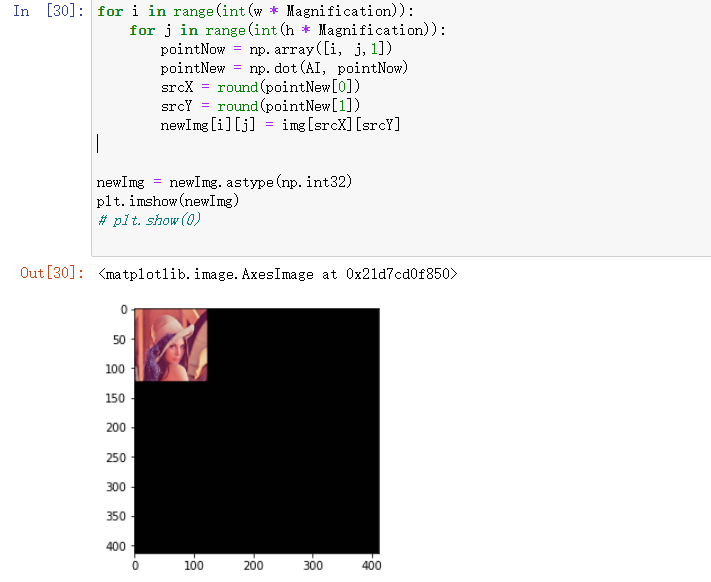 In [30]: for i in range(int(w * Magnification)):
for j in range(int(h * Magnification)):
pointNow = np.array([i, j,1])
pointNew = np.dot(AI, pointNow)
srcX = round(pointNew[0])
srcY = round(pointNew[1])
newImg[i][j] = img[srcX][srcY]
newImg = newImg.astype(np.int32)
plt.imshow(newImg)
# plt.show(0)
Out[30]: <matplotlib.image.AxesImage at 0x21d7cd0f850>
0
50
100
150
200
250
300
350
400
0 100 200 300 400